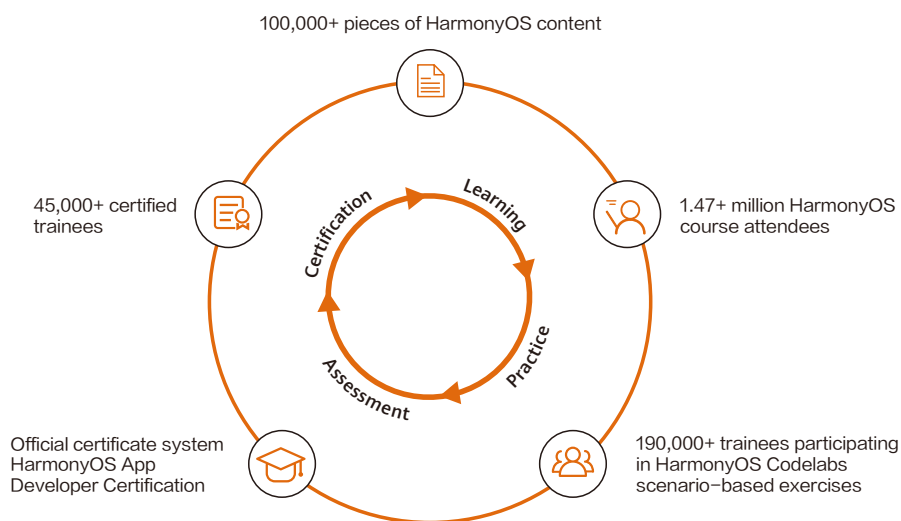 100,000+ pieces of HarmonyOS content
45,000+ certified
trainees
Certification
Learning
1.47+ million HarmonyOS
course attendees
Assessment
Practice
Official certificate system
HarmonyOS App
Developer Certification
190,000+ trainees participating
in HarmonyOS Codelabs
scenario-based exercises